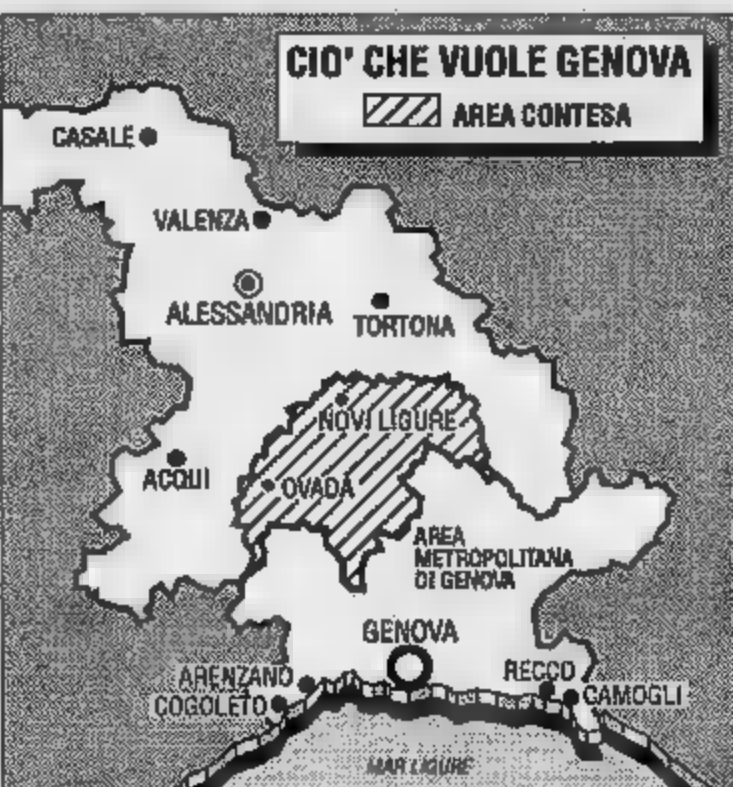 CIO' CHE VUOLE GENOVA
AREA CONTESA
CASALE
VALENZA
ALESSANDRIA
TORTONA
NOVI LIGURE
ACQUI
OVADA
AREA
METROPOLITANA
DI GENOVA
GENOVA
ARENZANO
RECCO
COGOLETO
CAMOGLI
MAR LIGURE